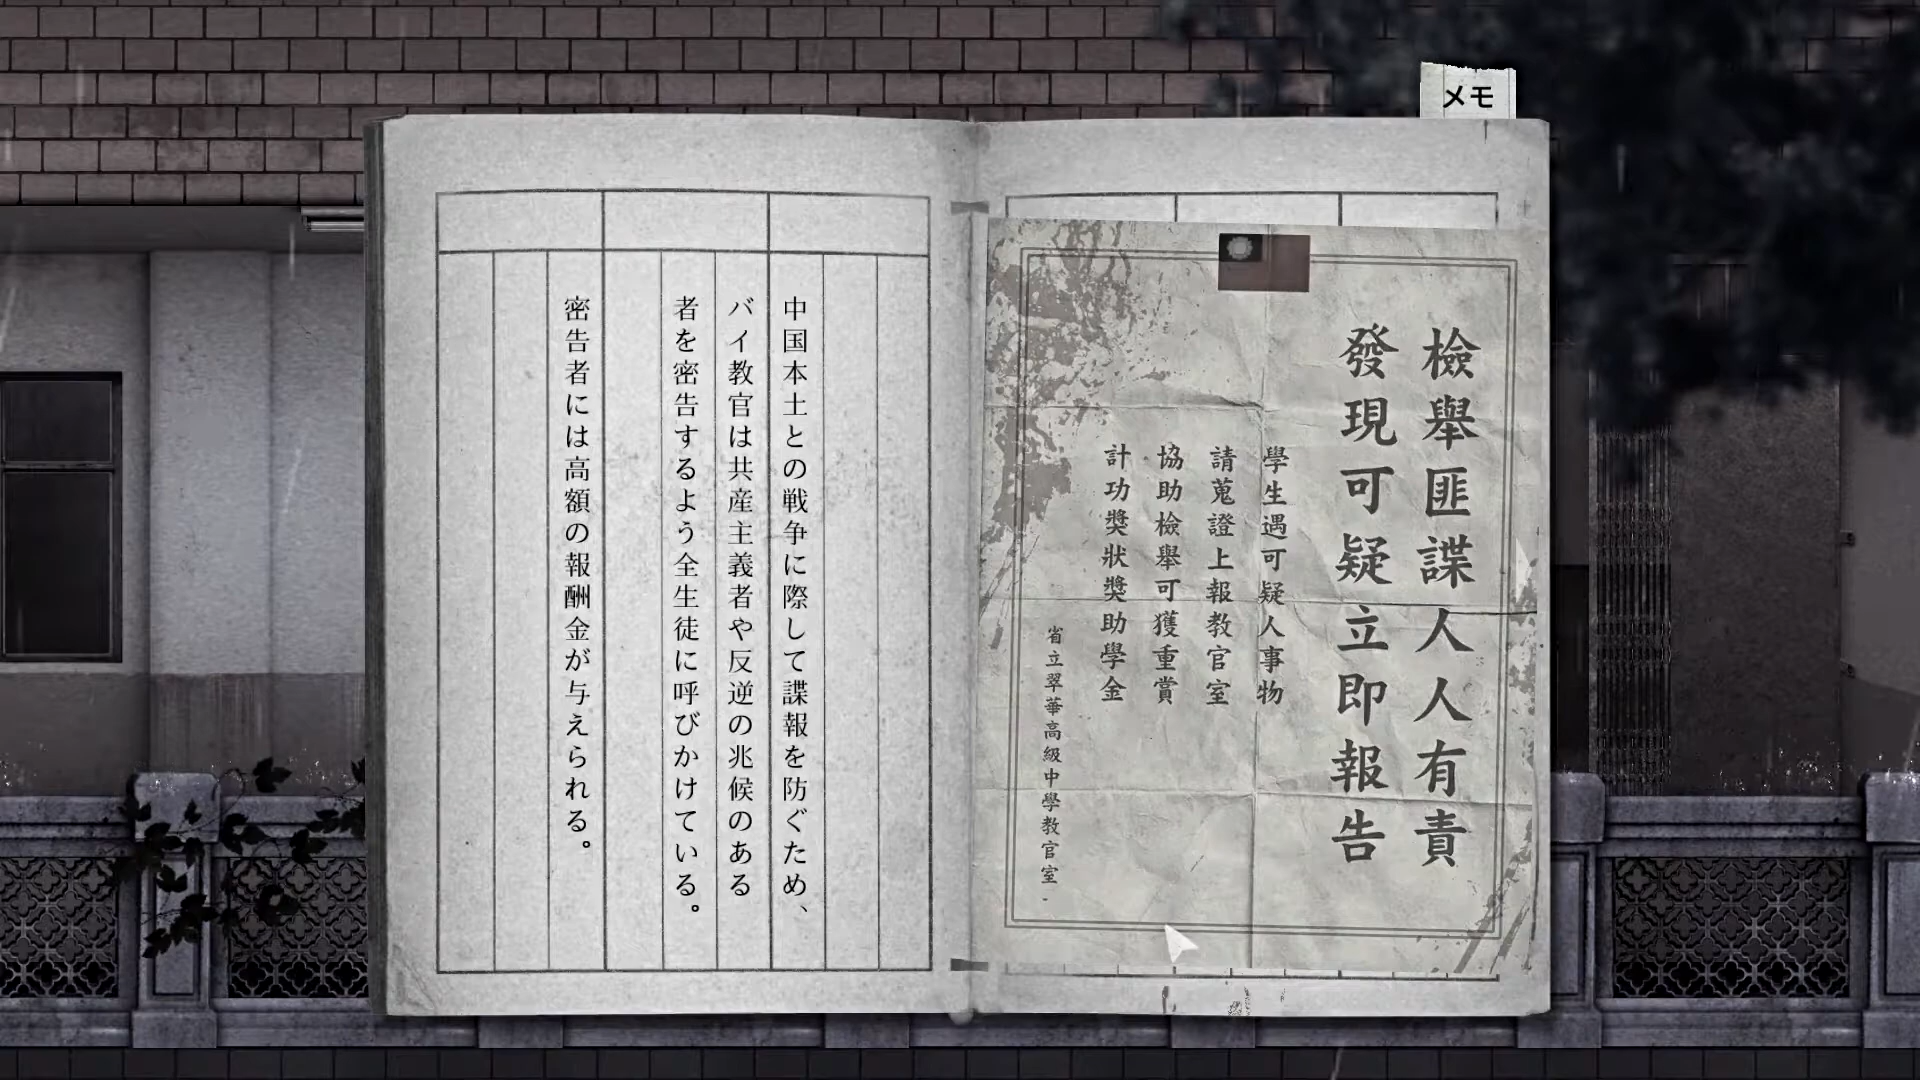 メモ
檢舉匪諜人人有責
發現可疑立即報告
學生遇可疑人事物
請蒐證上報教官室
協助檢舉可獲重賞
計功獎狀獎助學金
省立翠華高級中學教官室
中国本土との戦争に際して諜報を防ぐため、
バイ教官は共産主義者や反逆の兆候のある
者を密告するよう全生徒に呼びかけている。
密告者には高額の報酬金が与えられる。